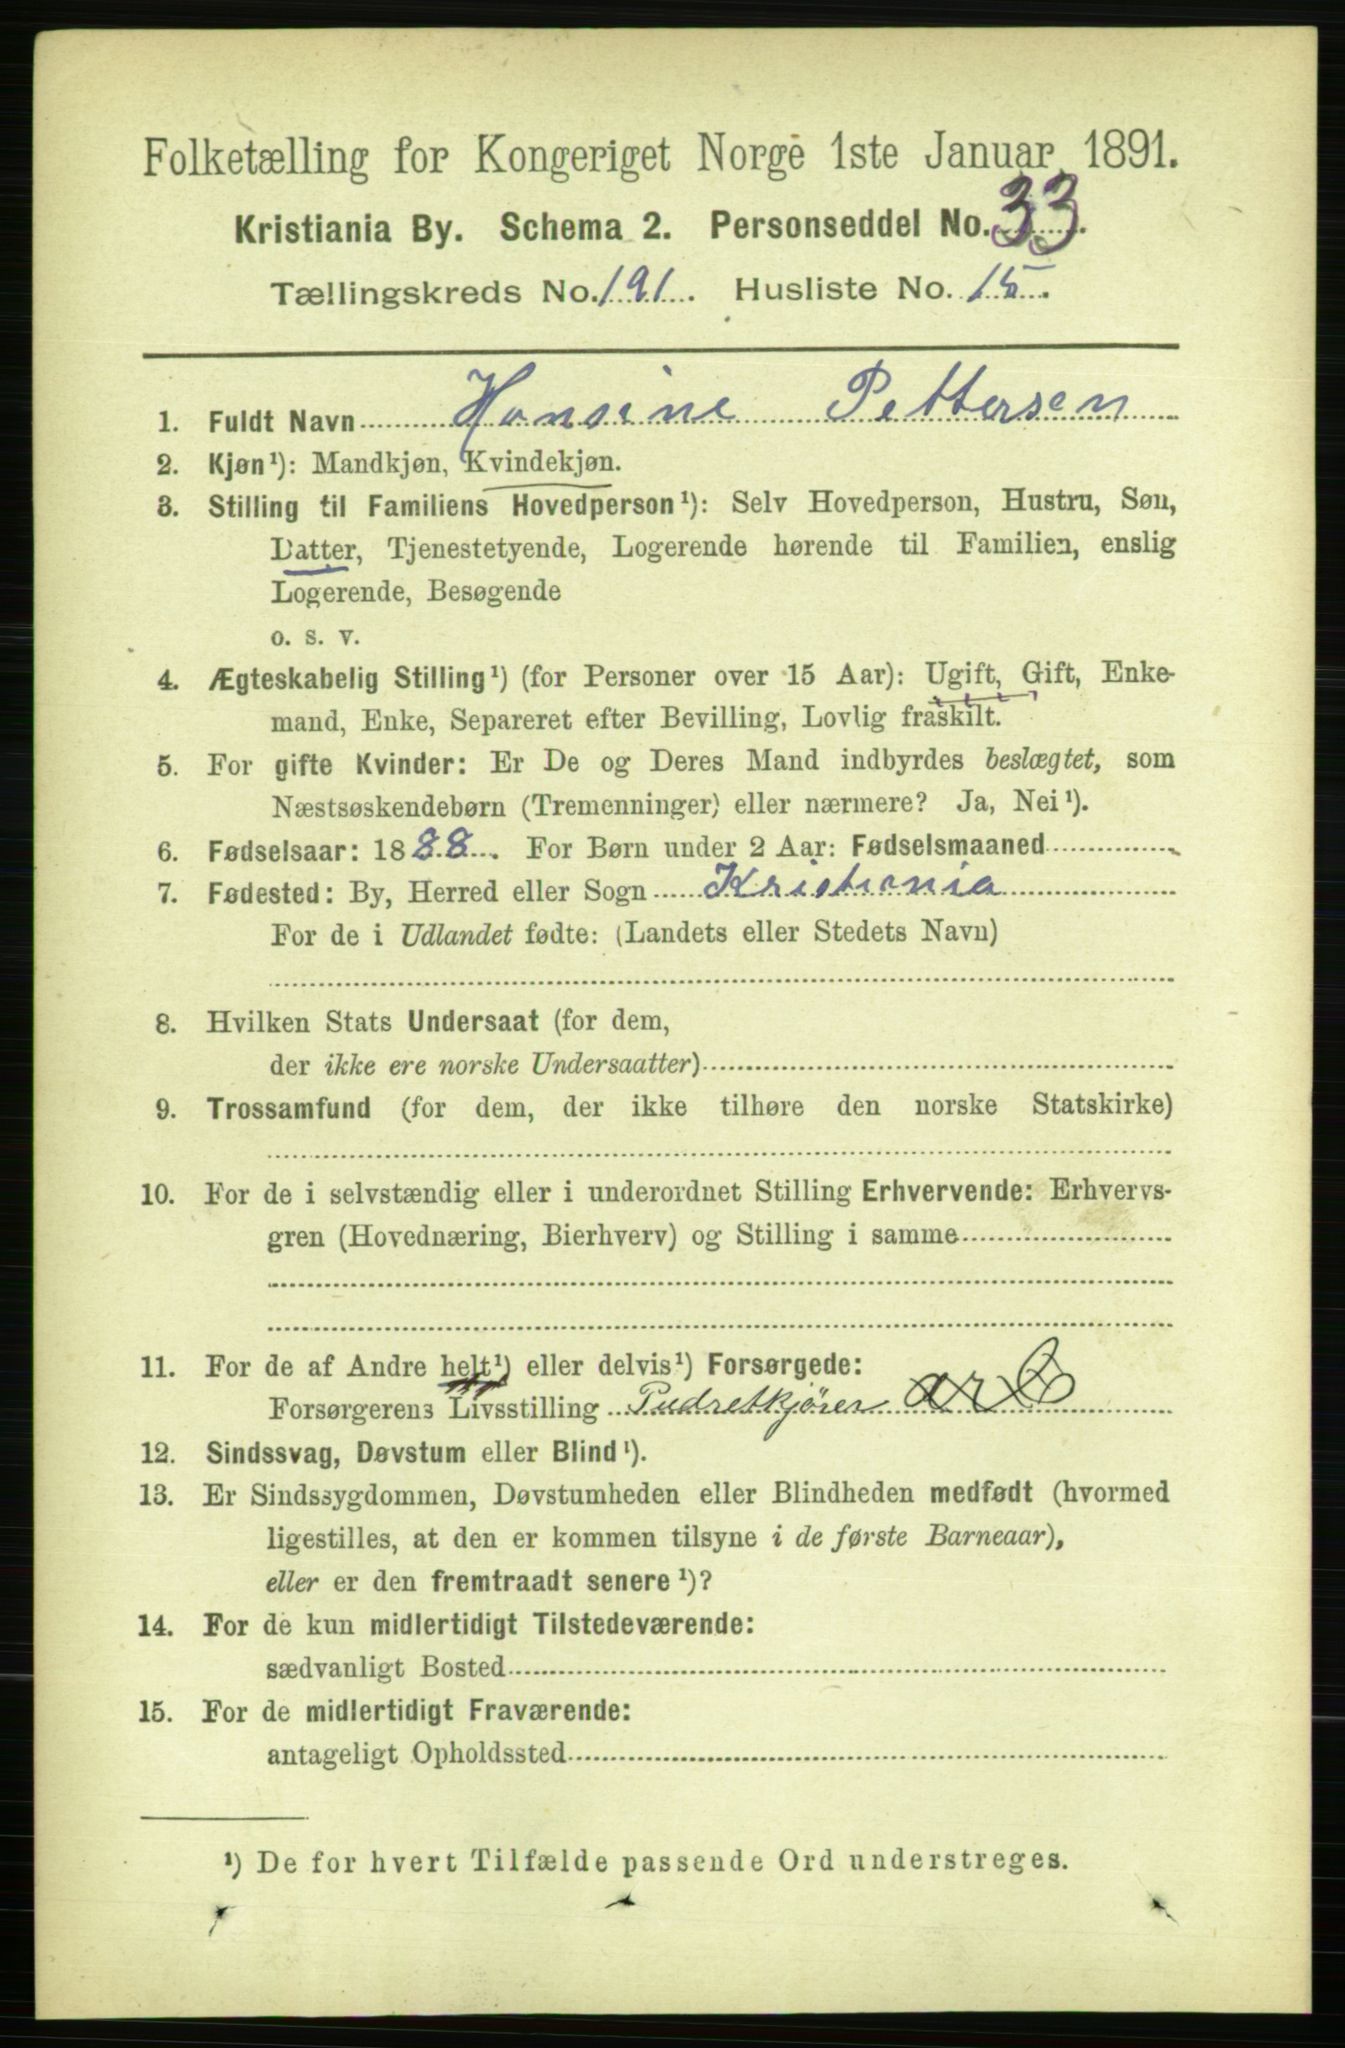 Folketælling for Kongeriget Norge 1ste Januar 1891.
Kristiania By. Schema 2. Personseddel No. 33.
Tællingskreds No. 191. Husliste No. 15.
1. Fuldt Navn Hansine Pettersen
2. Kjøn¹): Mandkjøn, Kvindekjøn.
3. Stilling til Familiens Hovedperson¹): Selv Hovedperson, Hustru, Søn,
Datter, Tjenestetyende, Logerende hørende til Familien, enslig
Logerende, Besøgende
o. s. v.
4. Ægteskabelig Stilling¹) (for Personer over 15 Aar): Ugift, Gift, Enke-
mand, Enke, Separeret efter Bevilling, Lovlig fraskilt.
5. For gifte Kvinder: Er De og Deres Mand indbyrdes beslægtet, som
Næstsøskendebørn (Tremenninger) eller nærmere? Ja, Nei¹).
6. Fødselsaar: 1888. For Børn under 2 Aar: Fødselsmaaned
7. Fødested: By, Herred eller Sogn Kristiania
For de i Udlandet fødte: (Landets eller Stedets Navn)
8. Hvilken Stats Undersaat (for dem,
der ikke ere norske Undersaatter)
9. Trossamfund (for dem, der ikke tilhøre den norske Statskirke)
10. For de i selvstændig eller i underordnet Stilling Erhvervende: Erhvervs-
gren (Hovednæring, Bierhverv) og Stilling i samme
11. For de af Andre helt¹) eller delvis¹) Forsørgede:
Forsørgerens Livsstilling Pudretkjører arb
12. Sindssvag, Døvstum eller Blind¹).
13. Er Sindssygdommen, Døvstumheden eller Blindheden medfødt (hvormed
ligestilles, at den er kommen tilsyne i de første Barneaar),
eller er den fremtraadt senere¹)?
14. For de kun midlertidigt Tilstedeværende:
sædvanligt Bosted
15. For de midlertidigt Fraværende:
antageligt Opholdssted
¹) De for hvert Tilfælde passende Ord understreges.